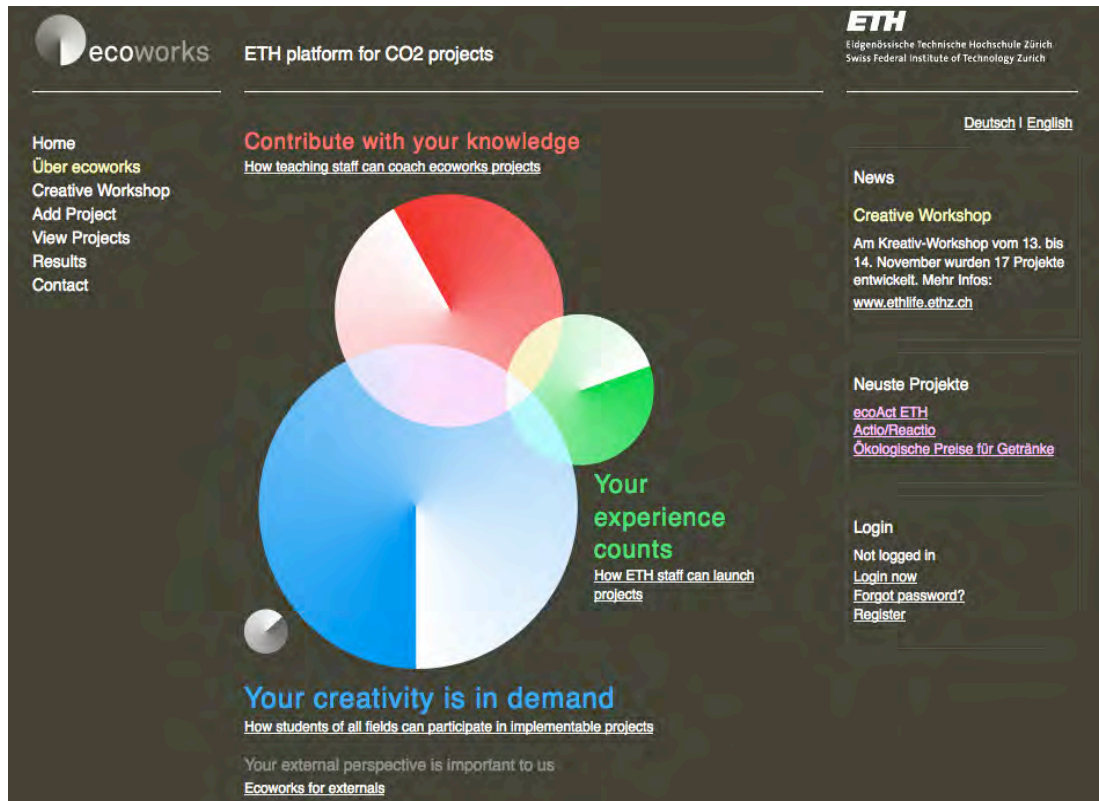 ecoworks
ETH platform for CO2 projects
ETH
Eidgenössische Technische Hochschule Zürich
Swiss Federal Institute of Technology Zurich
Home
Über ecoworks
Creative Workshop
Add Project
View Projects
Results
Contact
Contribute with your knowledge
How teaching staff can coach ecoworks projects
Your
experience
counts
How ETH staff can launch
projects
Your creativity is in demand
How students of all fields can participate in implementable projects
Your external perspective is important to us
Ecoworks for externals
Deutsch | English
News
Creative Workshop
Am Kreativ-Workshop vom 13. bis
14. November wurden 17 Projekte
entwickelt. Mehr Infos:
www.ethlife.ethz.ch
Neuste Projekte
ecoAct ETH
Actio/Reactio
Ökologische Preise für Getränke
Login
Not logged in
Login now
Forgot password?
Register